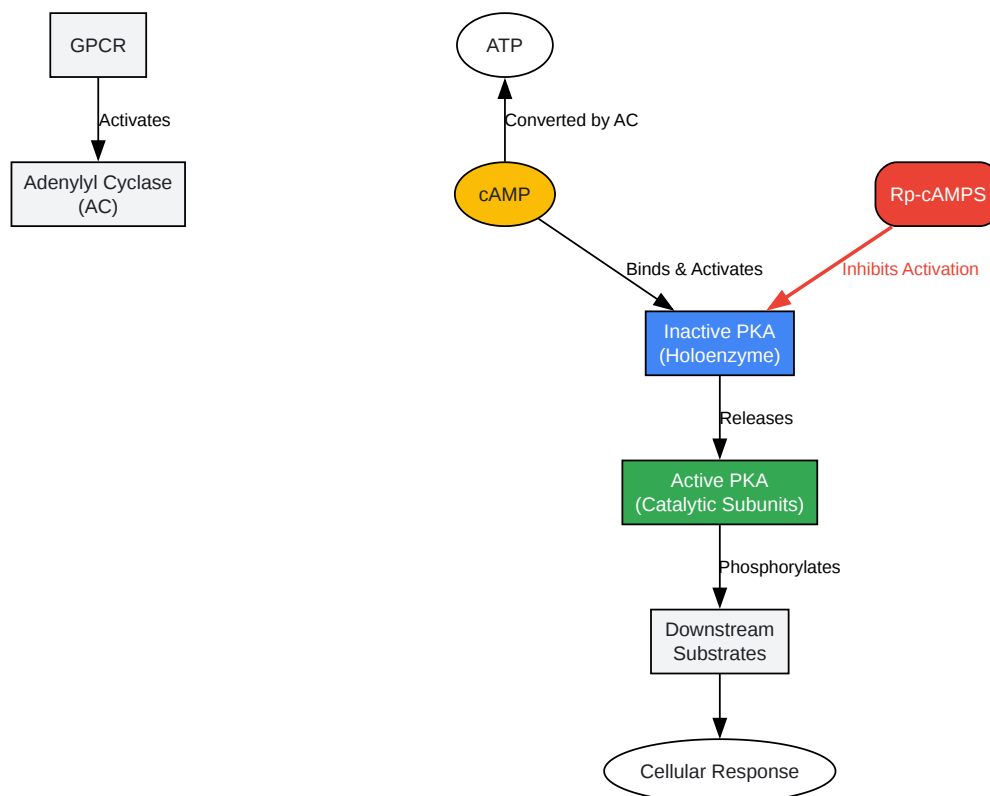 GPCR
ATP
Activates
Converted by AC
Adenylyl Cyclase
(AC)
cAMP
Rp-cAMPS
Binds & Activates
Inhibits Activation
Inactive PKA
(Holoenzyme)
Releases
Active PKA
(Catalytic Subunits)
Phosphorylates
Downstream
Substrates
Cellular Response